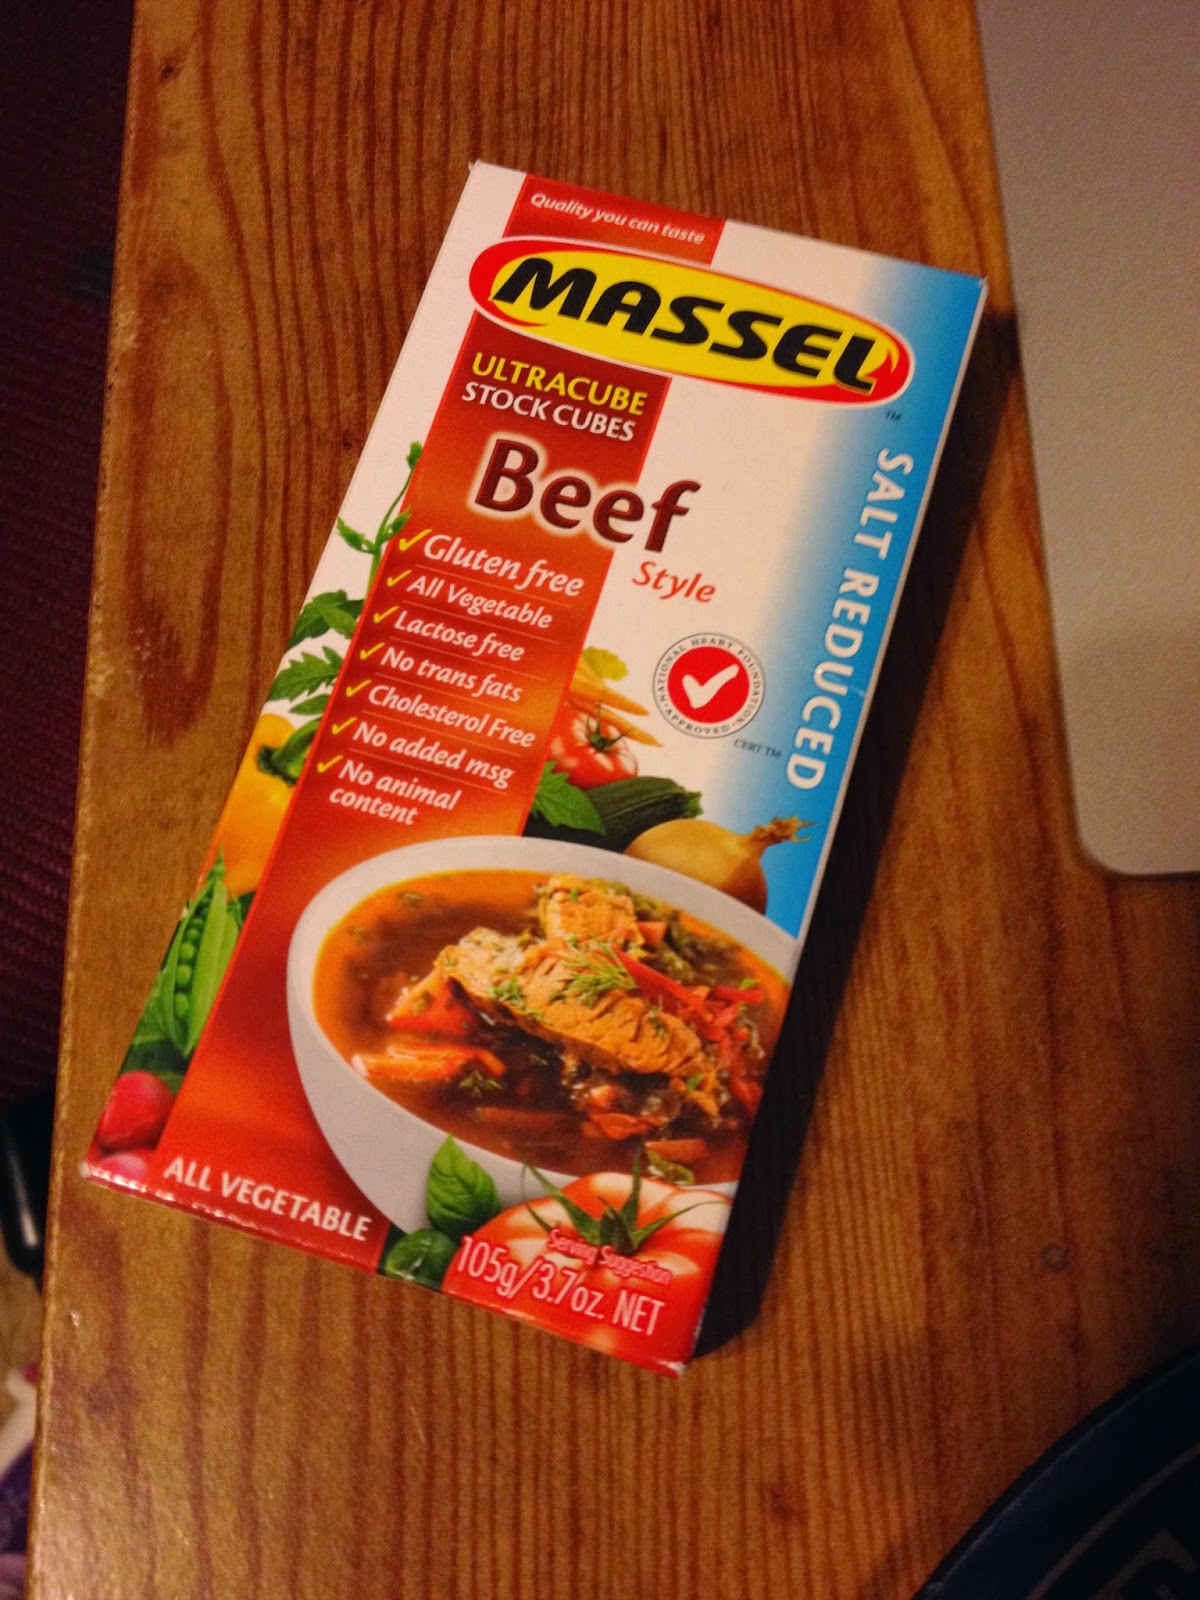 Quality you can taste
MASSEL
TM
ULTRACUBE
STOCK CUBES
Beef
Style
✓ Gluten free
✓ All Vegetable
✓ Lactose free
✓ No trans fats
✓ Cholesterol Free
✓ No added msg
✓ No animal
content
SALT REDUCED
NATIONAL HEART FOUNDATION
• APPROVED •
CERT TM
ALL VEGETABLE
Serving Suggestion
105g/3.7oz. NET